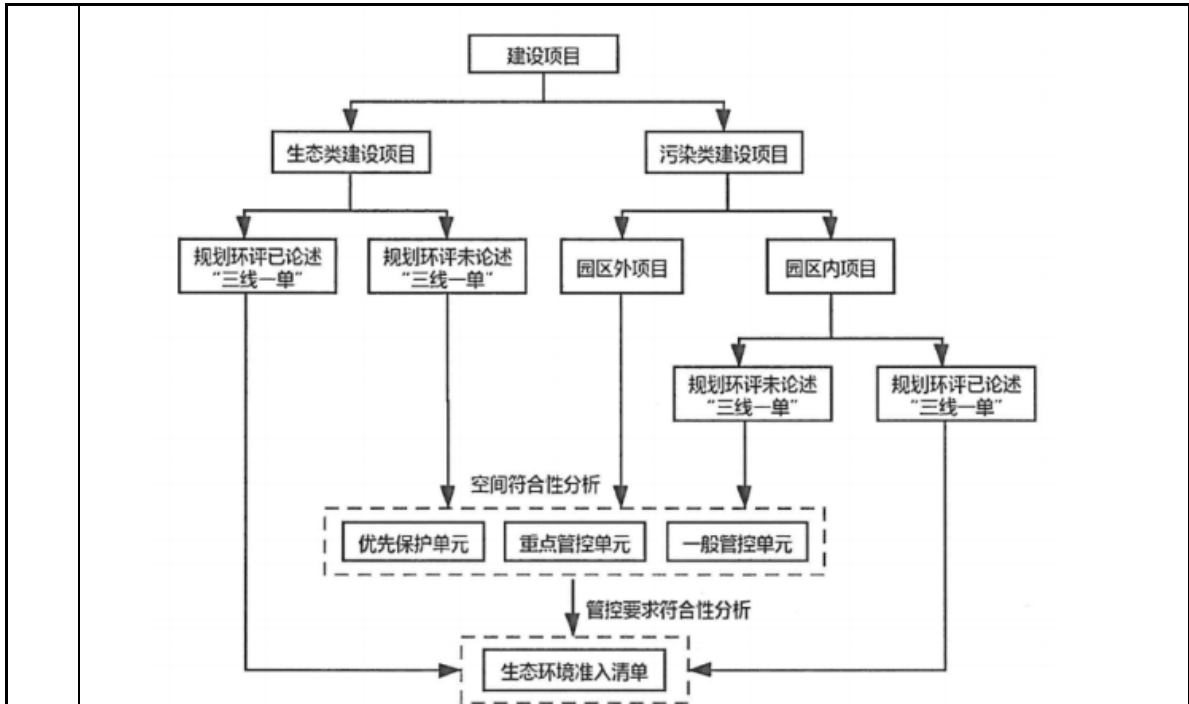 建设项目
生态类建设项目
污染类建设项目
规划环评已论述
“三线一单”
规划环评未论述
“三线一单”
园区外项目
园区内项目
规划环评未论述
“三线一单”
规划环评已论述
“三线一单”
空间符合性分析
优先保护单元
重点管控单元
一般管控单元
管控要求符合性分析
生态环境准入清单